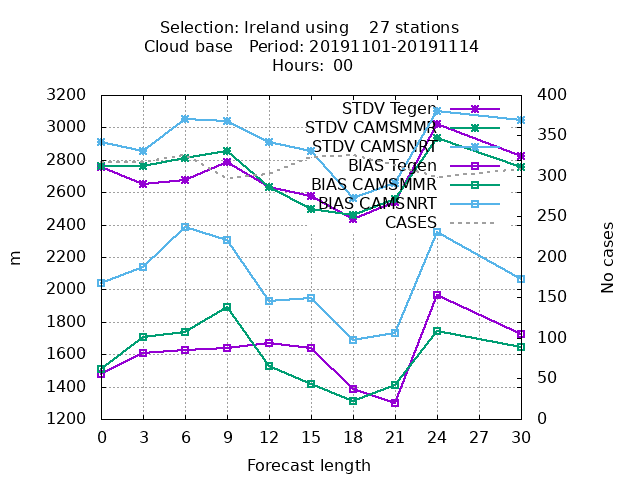 Selection: Ireland using 27 stations
Cloud base Period: 20191101-20191114
Hours: 00
3200
3000
2800
2600
2400
2200
2000
1800
1600
1400
1200
m
400
350
300
250
200
150
100
50
0
No cases
STDV Tegen
STDV CAMSMMR
STDV CAMSNRT
BIAS Tegen
BIAS CAMSMMR
BIAS CAMSNRT
CASES
0 3 6 9 12 15 18 21 24 27 30
Forecast length